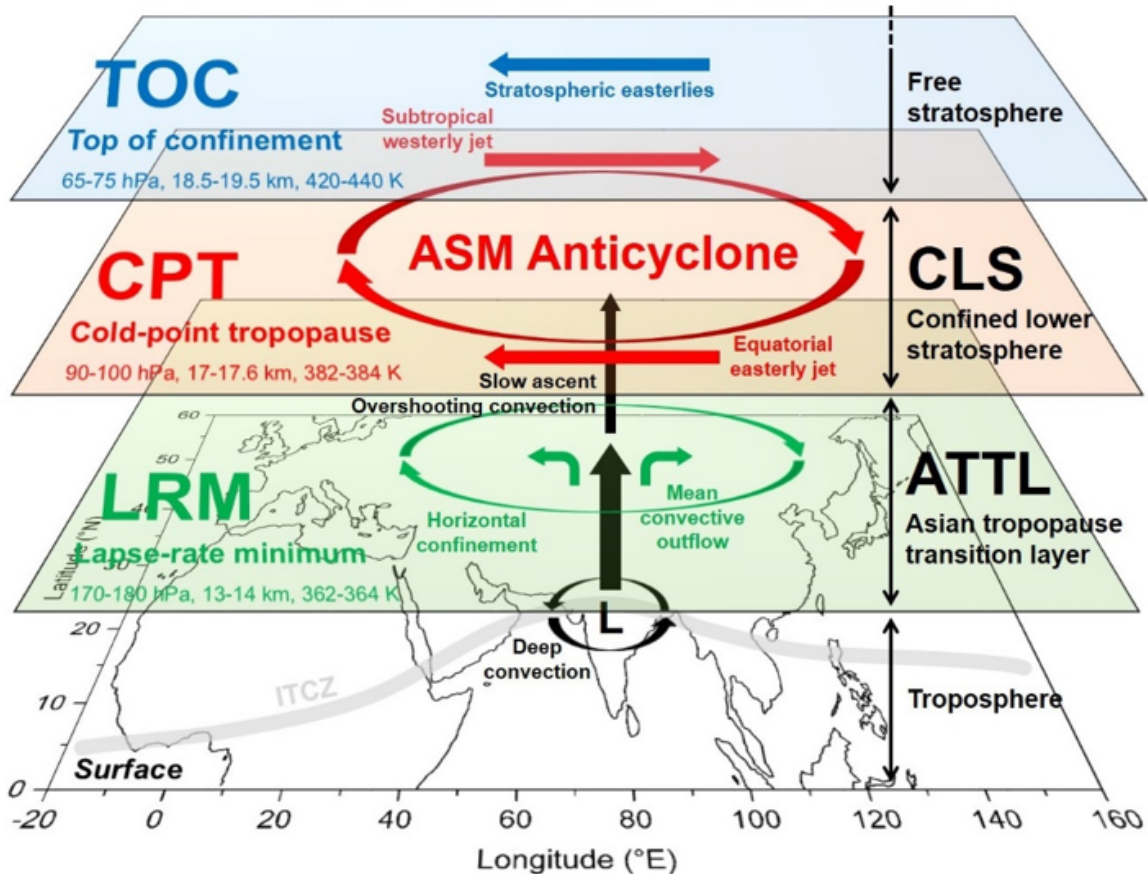 TOC
Top of confinement
65-75 hPa, 18.5-19.5 km, 420-440 K
Stratospheric easterlies
Free
stratosphere
Subtropical
westerly jet
CPT
Cold-point tropopause
90-100 hPa, 17-17.6 km, 382-384 K
ASM Anticyclone
Equatorial
easterly jet
CLS
Confined lower
stratosphere
Slow ascent
Overshooting convection
LRM
Lapse-rate minimum
170-180 hPa, 13-14 km, 362-364 K
Horizontal
confinement
Mean
convective
outflow
ATTL
Asian tropopause
transition layer
L
Deep
convection
ITCZ
Troposphere
Surface
Latitude (°N)
60
50
40
30
20
10
0
-20 0 20 40 60 80 100 120 140 160
Longitude (°E)